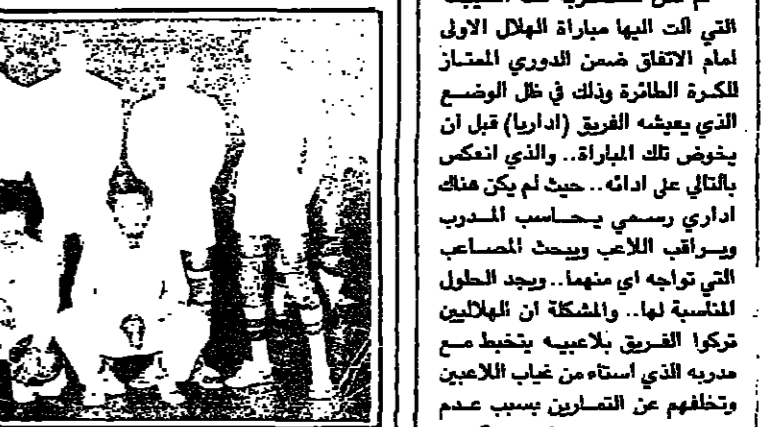 التي آلت اليها مباراة الهلال الاولى
امام الاتفاق ضمن الدوري الممتاز
للكرة الطائرة وذلك في ظل الوضع
الذي يعيشه الفريق (اداريا) قبل ان
يخوض تلك المباراة.. والذي انعكس
بالتالي على ادائه.. حيث لم يكن هناك
اداري رسمي يحاسب المدرب
ويراقب اللاعب ويبحث المصاعب
التي تواجه اي منهما.. ويجد الحلول
المناسبة لها.. والمشكلة ان الهلاليين
تركوا الفريق بلاعبيه يتخبط مع
مدربه الذي استاء من غياب اللاعبين
وتخلفهم عن التمارين بسبب عدم